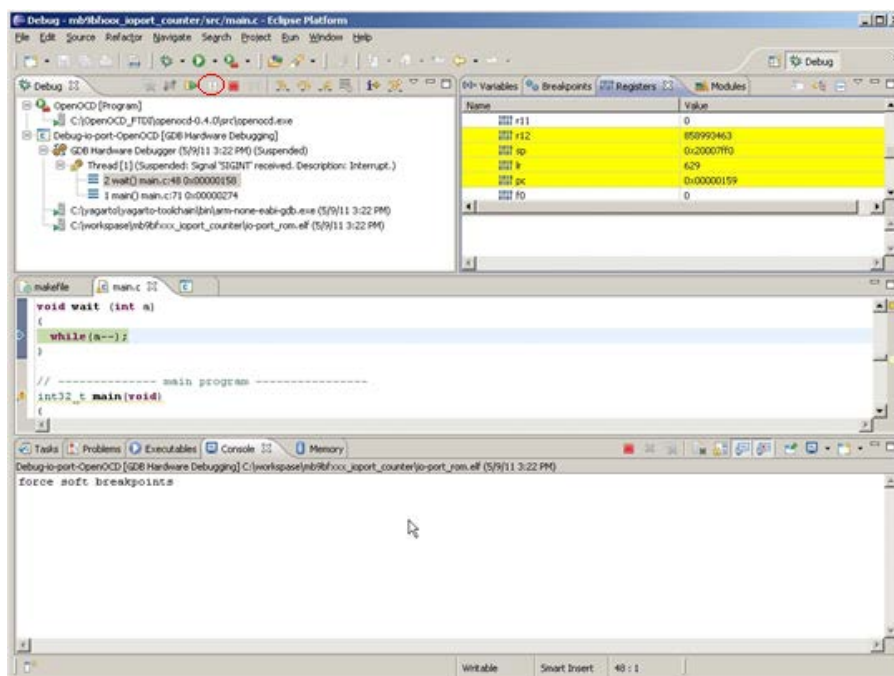 Debug - mb9bfxxx_ioport_counter/src/main.c - Eclipse Platform
File Edit Source Refactor Navigate Search Project Run Window Help
Debug
Debug
OpenOCD [Program]
C:\OpenOCD_FTDI\openocd-0.4.0\src\openocd.exe
Debug-io-port-OpenOCD [GDB Hardware Debugging]
GDB Hardware Debugger (5/9/11 3:22 PM) (Suspended)
Thread [1] (Suspended: Signal 'SIGINT' received. Description: Interrupt.)
2 wait() main.c:48 0x00000158
1 main() main.c:71 0x00000274
C:\yagarto\yagarto-toolchain\bin\arm-none-eabi-gdb.exe (5/9/11 3:22 PM)
C:\workspase\mb9bfxxx_ioport_counter\io-port_rom.elf (5/9/11 3:22 PM)
Variables Breakpoints Registers Modules
Name Value
r11 0
r12 858993463
sp 0x20007ff0
lr 629
pc 0x00000159
f0 0
makefile main.c
void wait (int a)
{
while(a--);
}
// -------------- main program ----------------
int32_t main(void)
{
Tasks Problems Executables Console Memory
Debug-io-port-OpenOCD [GDB Hardware Debugging] C:\workspase\mb9bfxxx_ioport_counter\io-port_rom.elf (5/9/11 3:22 PM)
force soft breakpoints
Writable Smart Insert 48 : 1